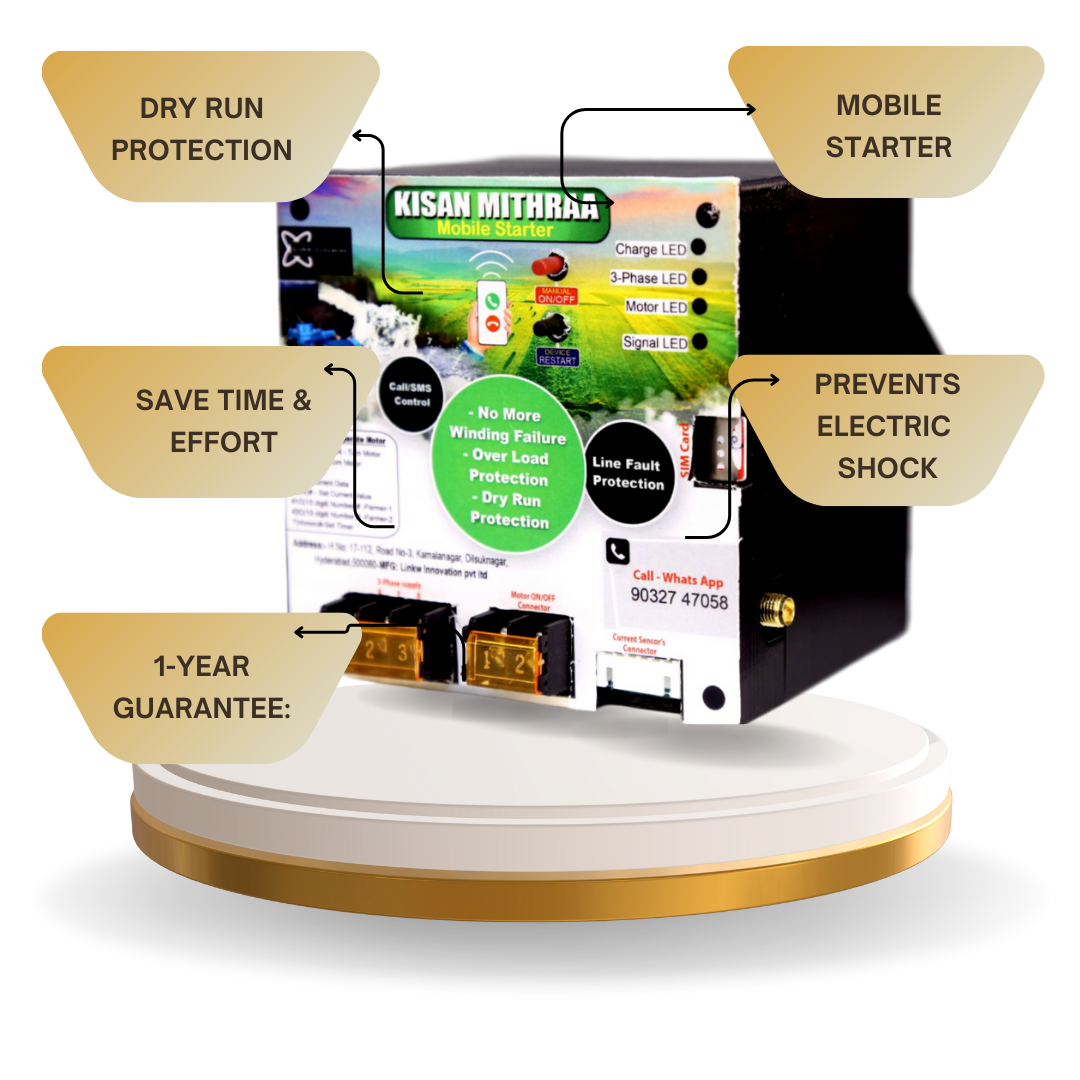 DRY RUN
PROTECTION
MOBILE
STARTER
KISAN MITHRAA
Mobile Starter
Charge LED
3-Phase LED
Motor LED
Signal LED
MANUAL
ON/OFF
DEVICE
RESTART
SAVE TIME &
EFFORT
PREVENTS
ELECTRIC
SHOCK
Call/SMS
Control
- No More
Winding Failure
- Over Load
Protection
- Dry Run
Protection
Line Fault
Protection
SIM Card
Motor
Address:- H No: 17-112, Road No-3, Kamalanagar, Dilsuknagar,
Hyderabad,500060-MFG: Linkw Innovation pvt ltd
3-Phase supply
Motor ON/OFF
Connector
Call - Whats App
90327 47058
Current Sencor's
Connector
2 3
1 2
1-YEAR
GUARANTEE: